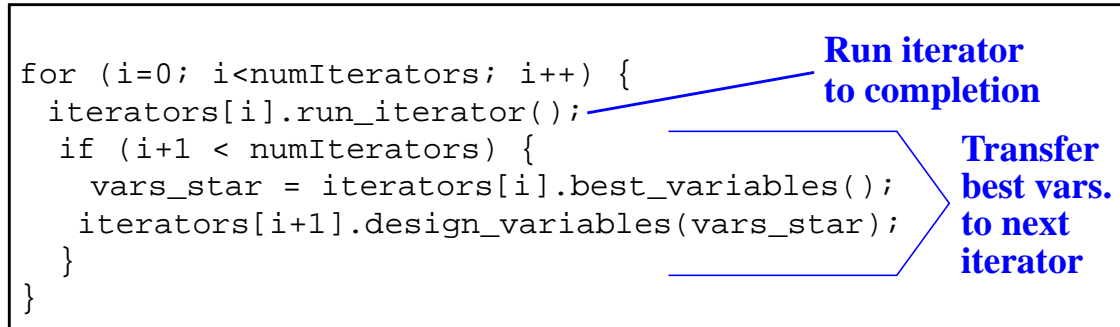 for (i=0; i<numIterators; i++) {
iterators[i].run_iterator();
if (i+1 < numIterators) {
vars_star = iterators[i].best_variables();
iterators[i+1].design_variables(vars_star);
}
}
Run iterator
to completion
Transfer
best vars.
to next
iterator